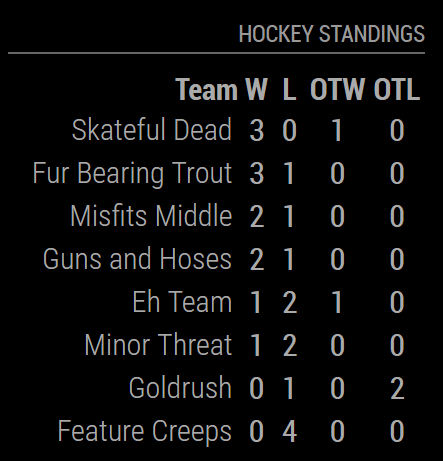 HOCKEY STANDINGS
Team W L OTW OTL
Skateful Dead 3 0 1 0
Fur Bearing Trout 3 1 0 0
Misfits Middle 2 1 0 0
Guns and Hoses 2 1 0 0
Eh Team 1 2 1 0
Minor Threat 1 2 0 0
Goldrush 0 1 0 2
Feature Creeps 0 4 0 0